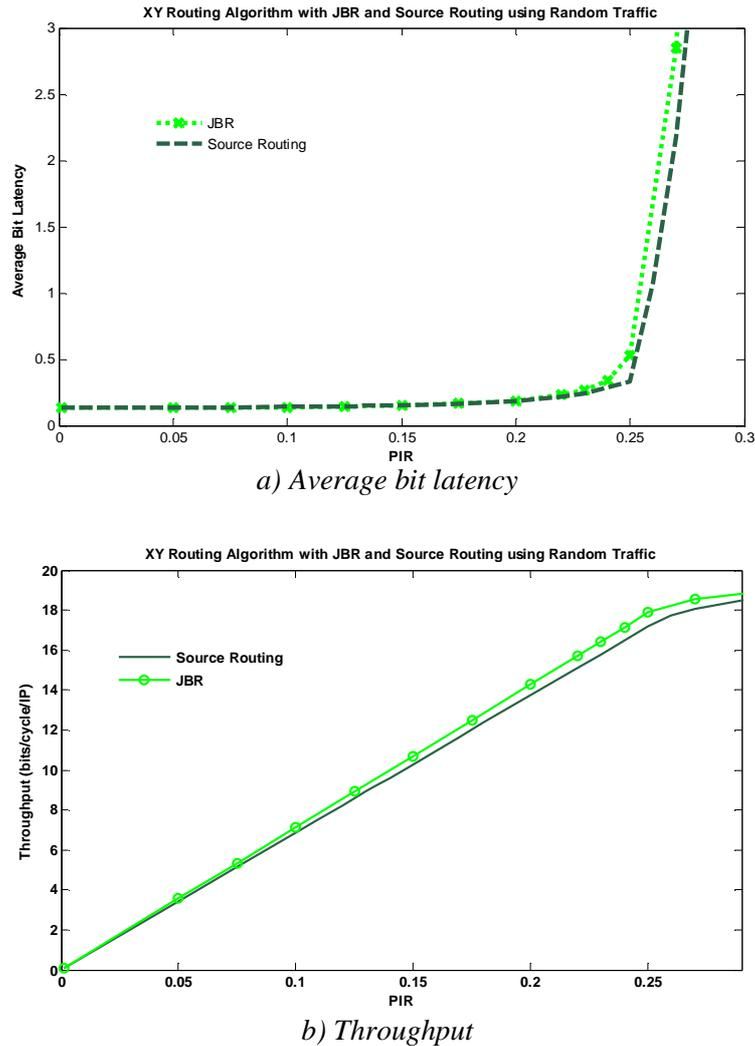 XY Routing Algorithm with JBR and Source Routing using Random Traffic
3
2.5
2
1.5
1
0.5
0
Average Bit Latency
JBR
Source Routing
0 0.05 0.1 0.15 0.2 0.25 0.3
PIR
a) Average bit latency
XY Routing Algorithm with JBR and Source Routing using Random Traffic
20
18
16
14
12
10
8
6
4
2
0
Throughput (bits/cycle/IP)
Source Routing
JBR
0 0.05 0.1 0.15 0.2 0.25
PIR
b) Throughput